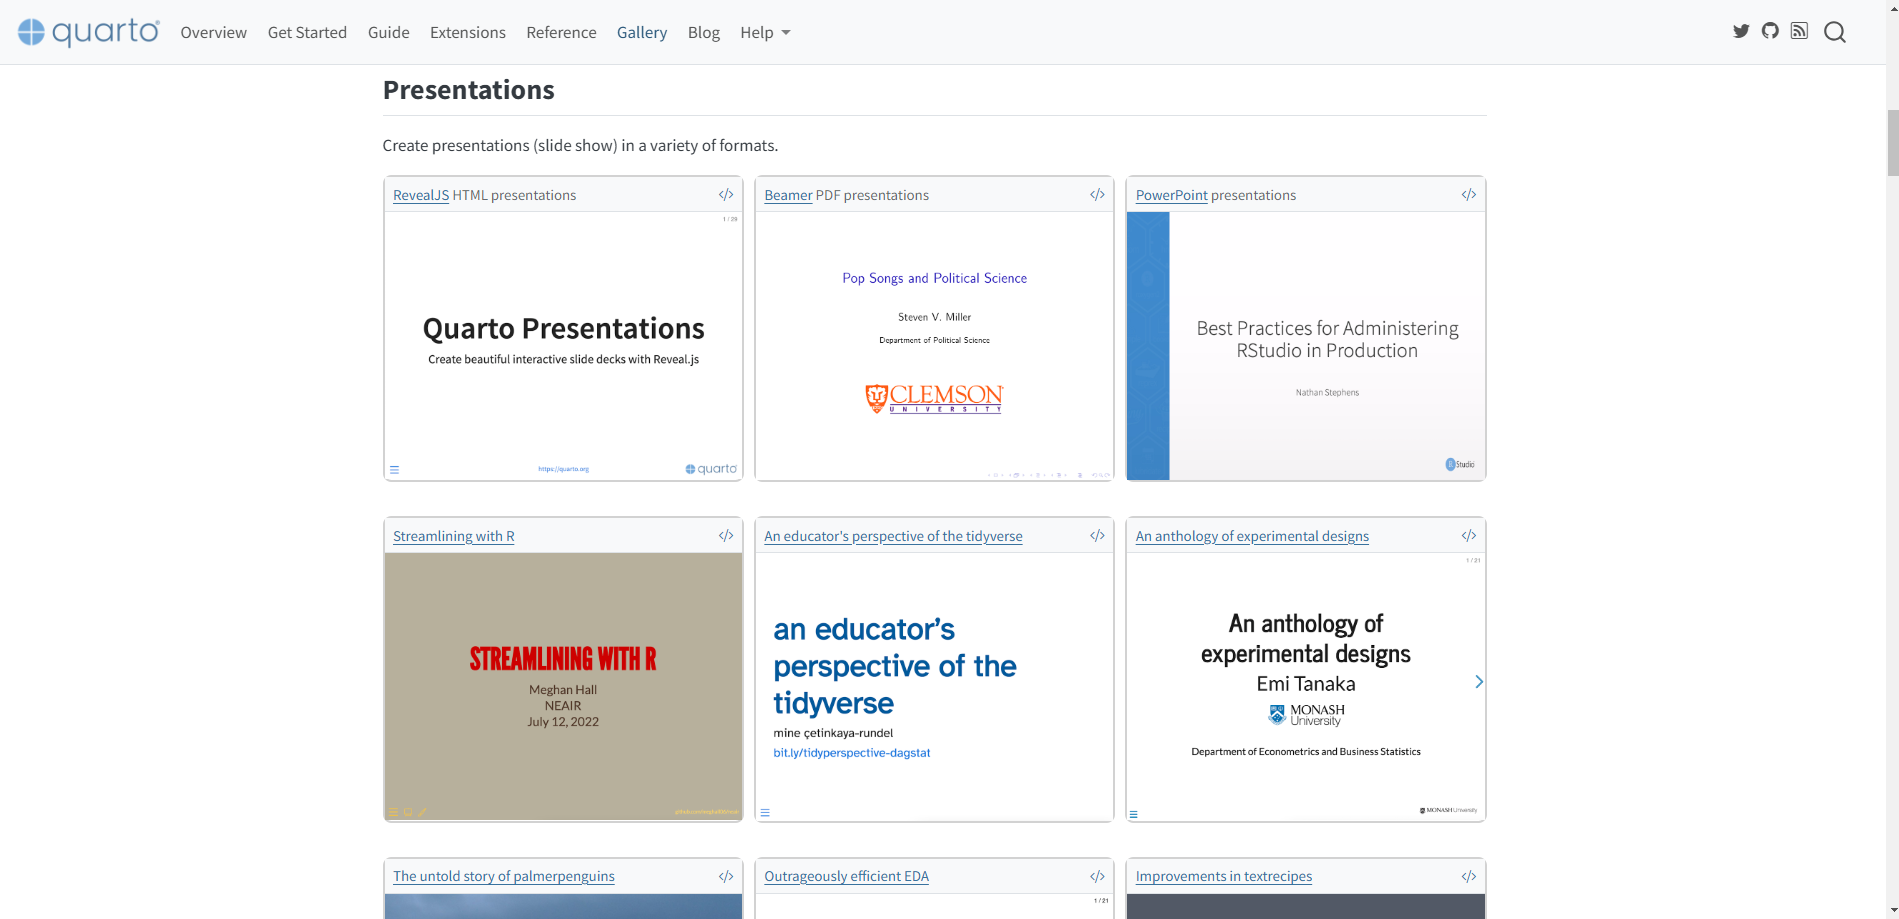 quarto
Overview Get Started Guide Extensions Reference Gallery Blog Help
Presentations
Create presentations (slide show) in a variety of formats.
RevealJS HTML presentations </>
1 / 29
Quarto Presentations
Create beautiful interactive slide decks with Reveal.js
https://quarto.org
quarto
Beamer PDF presentations </>
Pop Songs and Political Science
Steven V. Miller
Department of Political Science
CLEMSON
UNIVERSITY
PowerPoint presentations </>
Best Practices for Administering
RStudio in Production
Nathan Stephens
R Studio
Streamlining with R </>
STREAMLINING WITH R
Meghan Hall
NEAIR
July 12, 2022
An educator's perspective of the tidyverse </>
an educator's
perspective of the
tidyverse
mine çetinkaya-rundel
bit.ly/tidyperspective-dagstat
An anthology of experimental designs </>
1 / 21
An anthology of
experimental designs
Emi Tanaka
MONASH
University
Department of Econometrics and Business Statistics
MONASH University
The untold story of palmerpenguins </>
Outrageously efficient EDA </>
1 / 21
Improvements in textrecipes </>